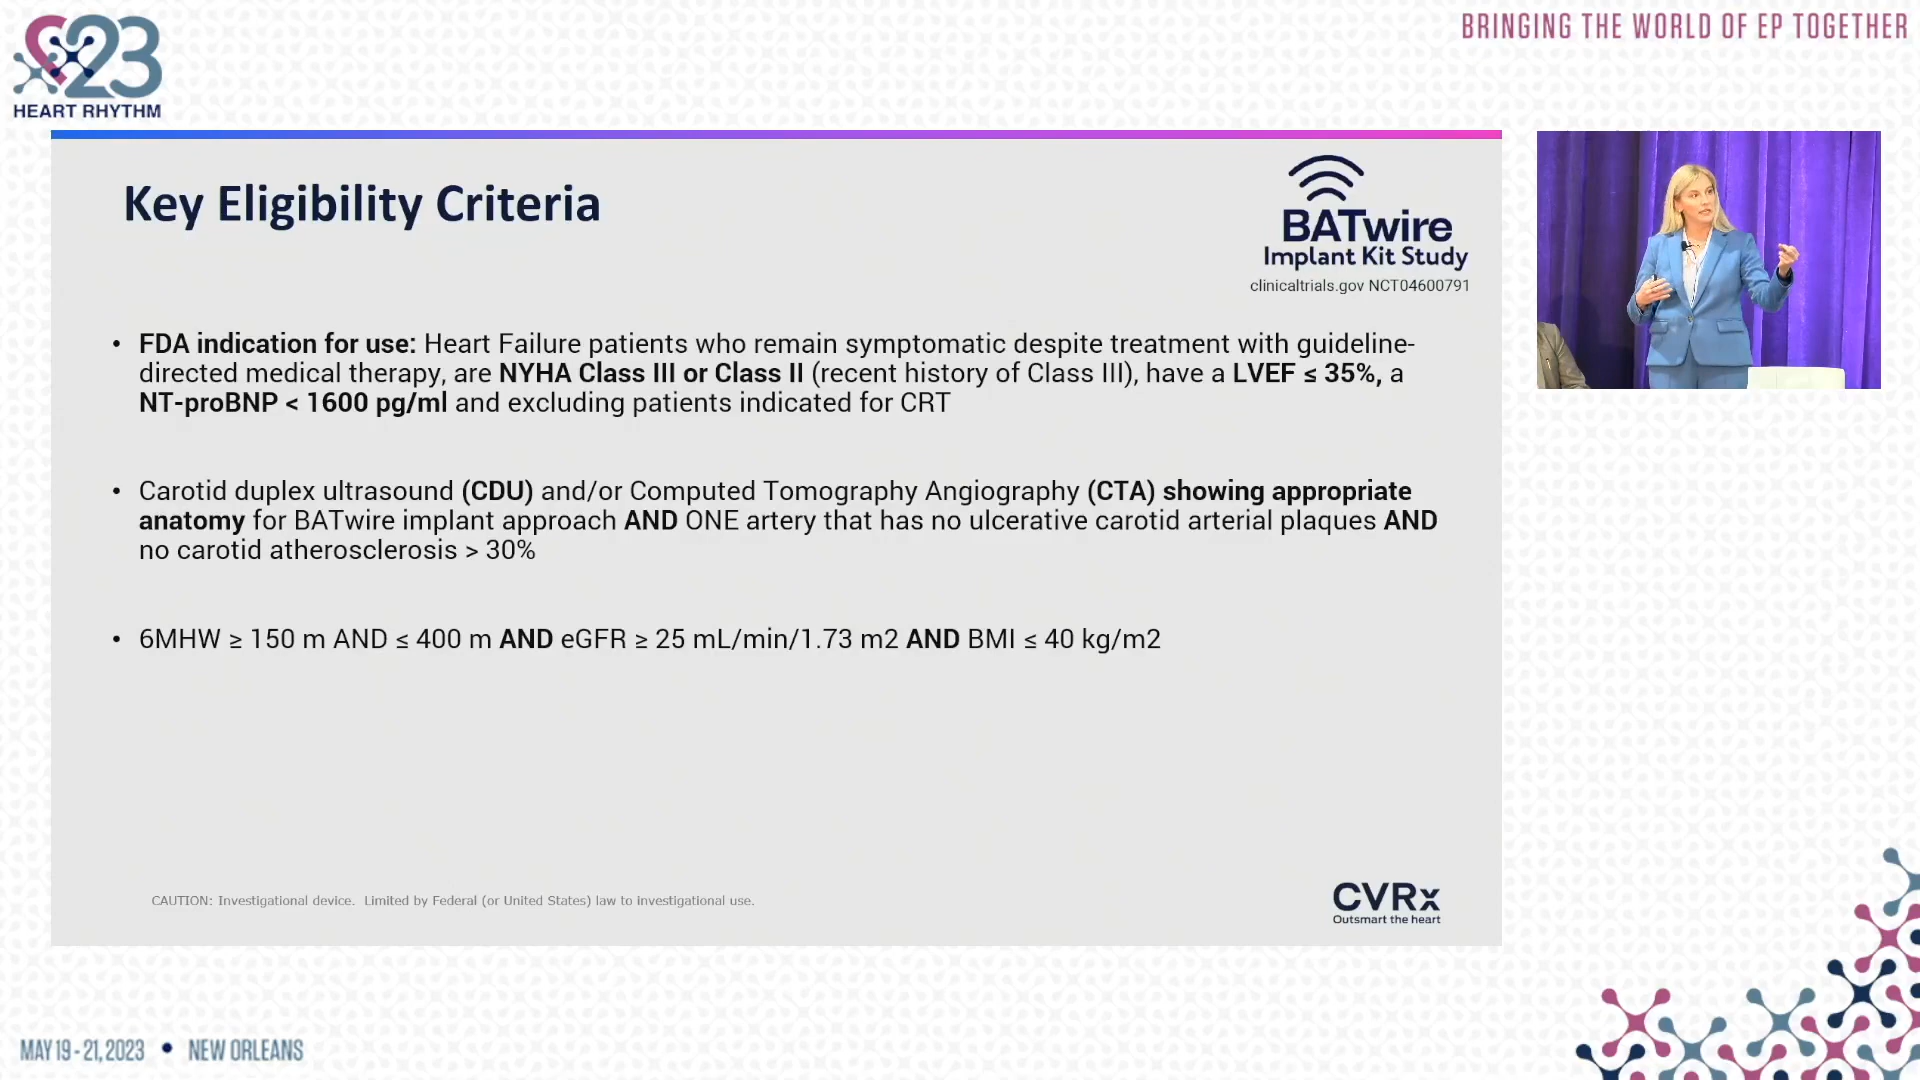 BRINGING THE WORLD OF EP TOGETHER
23
HEART RHYTHM
Key Eligibility Criteria
BATwire
Implant Kit Study
clinicaltrials.gov NCT04600791
• FDA indication for use: Heart Failure patients who remain symptomatic despite treatment with guideline-
directed medical therapy, are NYHA Class III or Class II (recent history of Class III), have a LVEF ≤ 35%, a
NT-proBNP < 1600 pg/ml and excluding patients indicated for CRT
• Carotid duplex ultrasound (CDU) and/or Computed Tomography Angiography (CTA) showing appropriate
anatomy for BATwire implant approach AND ONE artery that has no ulcerative carotid arterial plaques AND
no carotid atherosclerosis > 30%
• 6MHW ≥ 150 m AND ≤ 400 m AND eGFR ≥ 25 mL/min/1.73 m2 AND BMI ≤ 40 kg/m2
CAUTION: Investigational device. Limited by Federal (or United States) law to investigational use.
CVRx
Outsmart the heart
MAY 19 - 21, 2023 • NEW ORLEANS